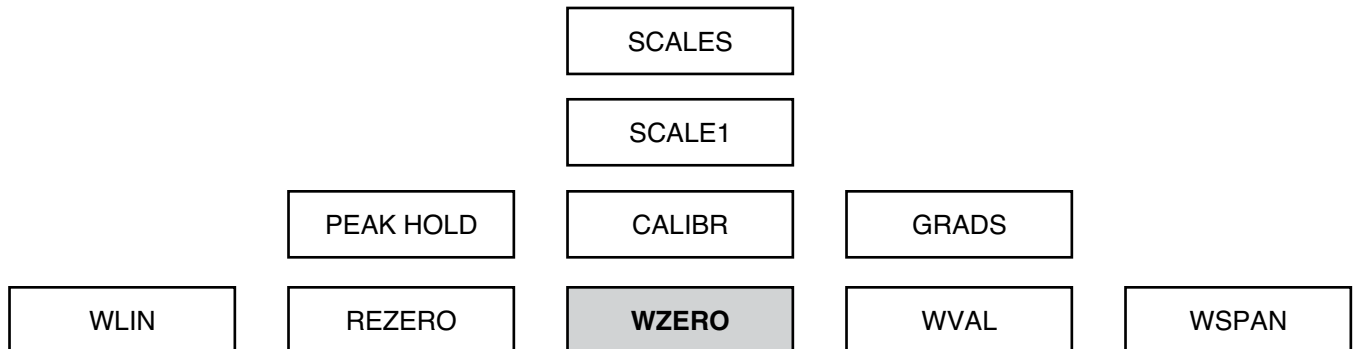 SCALES
SCALE1
PEAK HOLD CALIBR GRADS
WLIN REZERO WZERO WVAL WSPAN